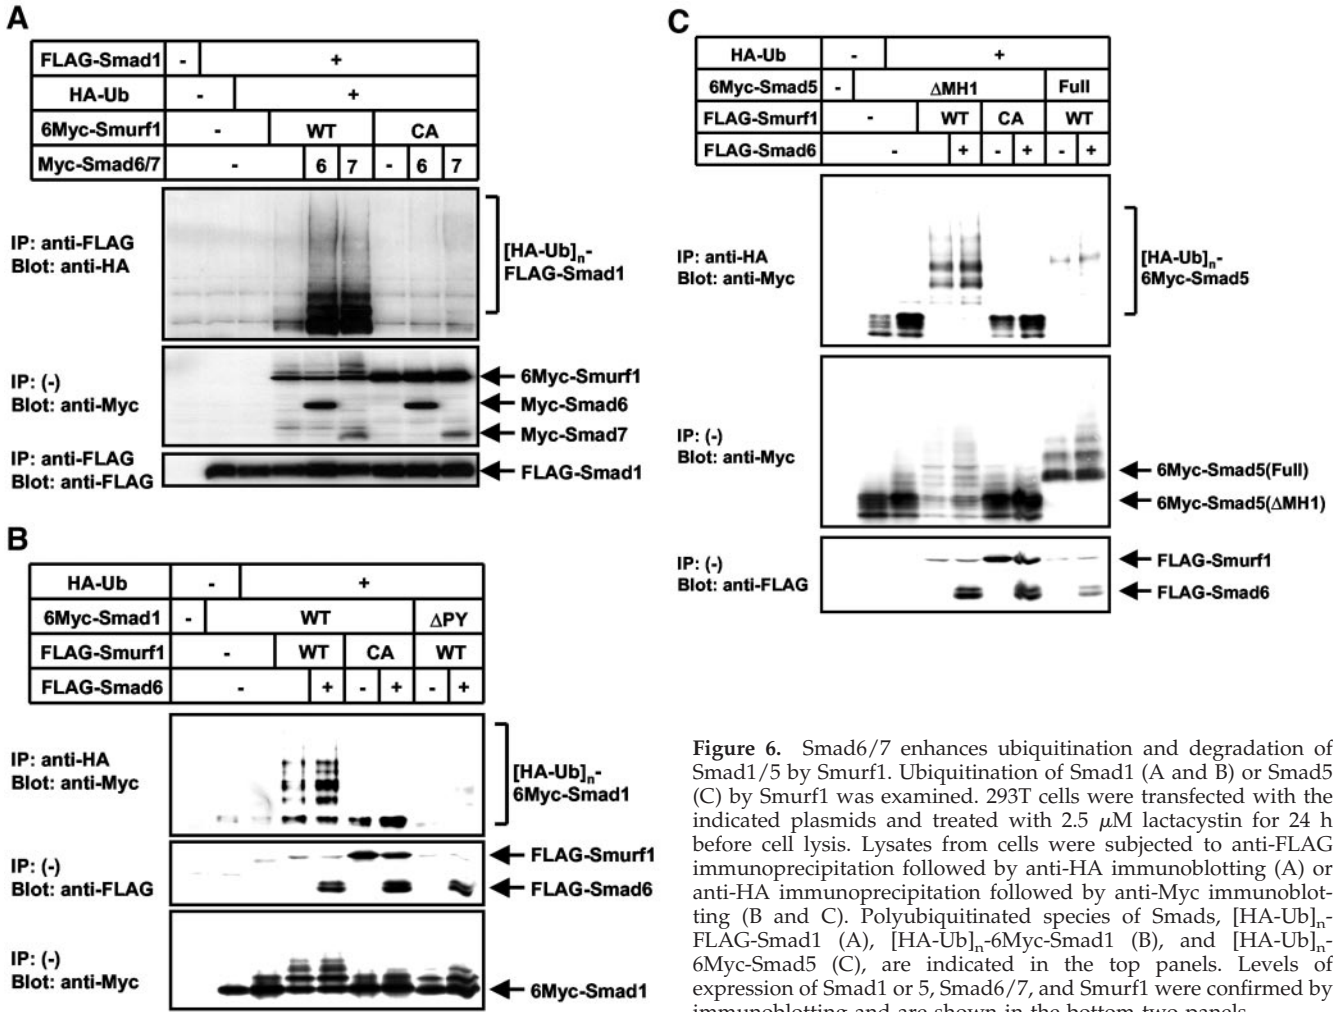 A
FLAG-Smad1 - +
HA-Ub - +
6Myc-Smurf1 - WT CA
Myc-Smad6/7 - 6 7 - 6 7
IP: anti-FLAG
Blot: anti-HA
[HA-Ub]n-
FLAG-Smad1
IP: (-)
Blot: anti-Myc
6Myc-Smurf1
Myc-Smad6
Myc-Smad7
IP: anti-FLAG
Blot: anti-FLAG
FLAG-Smad1
B
HA-Ub - +
6Myc-Smad1 - WT ΔPY
FLAG-Smurf1 - WT CA WT
FLAG-Smad6 - + - + - +
IP: anti-HA
Blot: anti-Myc
[HA-Ub]n-
6Myc-Smad1
IP: (-)
Blot: anti-FLAG
FLAG-Smurf1
FLAG-Smad6
IP: (-)
Blot: anti-Myc
6Myc-Smad1
C
HA-Ub - +
6Myc-Smad5 - ΔMH1 Full
FLAG-Smurf1 - WT CA WT
FLAG-Smad6 - + - + - +
IP: anti-HA
Blot: anti-Myc
[HA-Ub]n-
6Myc-Smad5
IP: (-)
Blot: anti-Myc
6Myc-Smad5(Full)
6Myc-Smad5(ΔMH1)
IP: (-)
Blot: anti-FLAG
FLAG-Smurf1
FLAG-Smad6
Figure 6. Smad6/7 enhances ubiquitination and degradation of
Smad1/5 by Smurf1. Ubiquitination of Smad1 (A and B) or Smad5
(C) by Smurf1 was examined. 293T cells were transfected with the
indicated plasmids and treated with 2.5 μM lactacystin for 24 h
before cell lysis. Lysates from cells were subjected to anti-FLAG
immunoprecipitation followed by anti-HA immunoblotting (A) or
anti-HA immunoprecipitation followed by anti-Myc immunoblot-
ting (B and C). Polyubiquitinated species of Smads, [HA-Ub]n-
FLAG-Smad1 (A), [HA-Ub]n-6Myc-Smad1 (B), and [HA-Ub]n-
6Myc-Smad5 (C), are indicated in the top panels. Levels of
expression of Smad1 or 5, Smad6/7, and Smurf1 were confirmed by
immunoblotting and are shown in the bottom two panels.